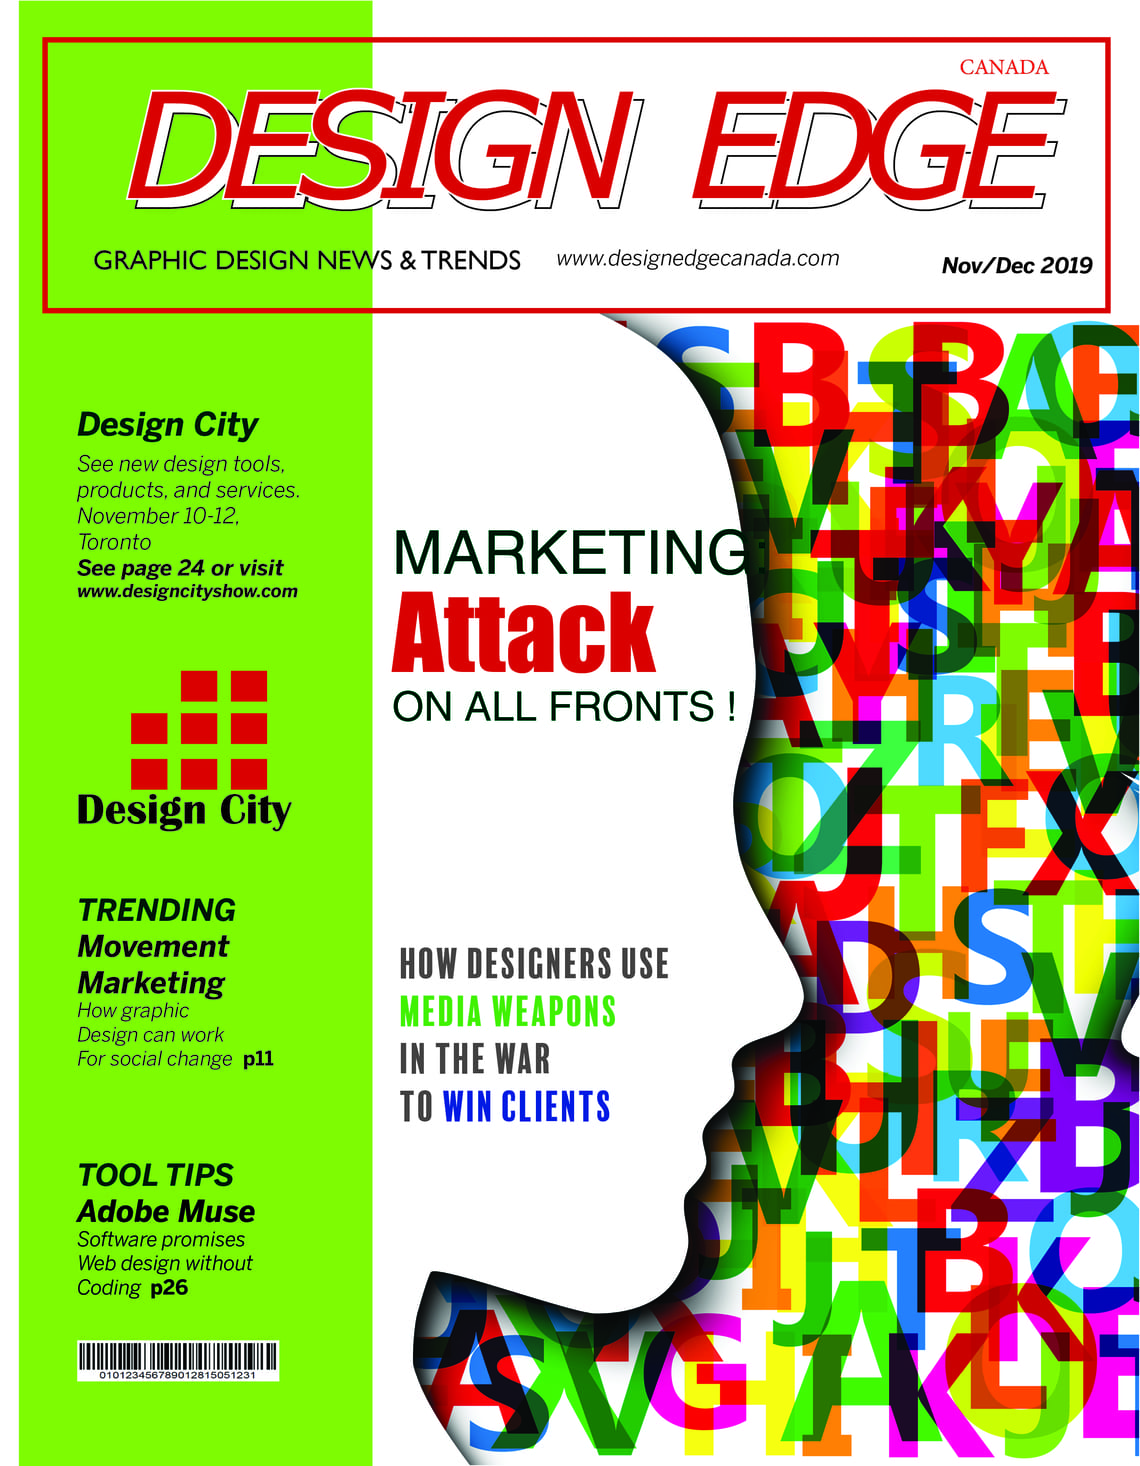 CANADA
DESIGN EDGE
GRAPHIC DESIGN NEWS & TRENDS
www.designedgecanada.com
Nov/Dec 2019
Design City
See new design tools,
products, and services.
November 10-12,
Toronto
See page 24 or visit
www.designcityshow.com
Design City
TRENDING
Movement
Marketing
How graphic
Design can work
For social change p11
TOOL TIPS
Adobe Muse
Software promises
Web design without
Coding p26
010123456789012815051231
MARKETING:
Attack
ON ALL FRONTS !
HOW DESIGNERS USE
MEDIA WEAPONS
IN THE WAR
TO WIN CLIENTS